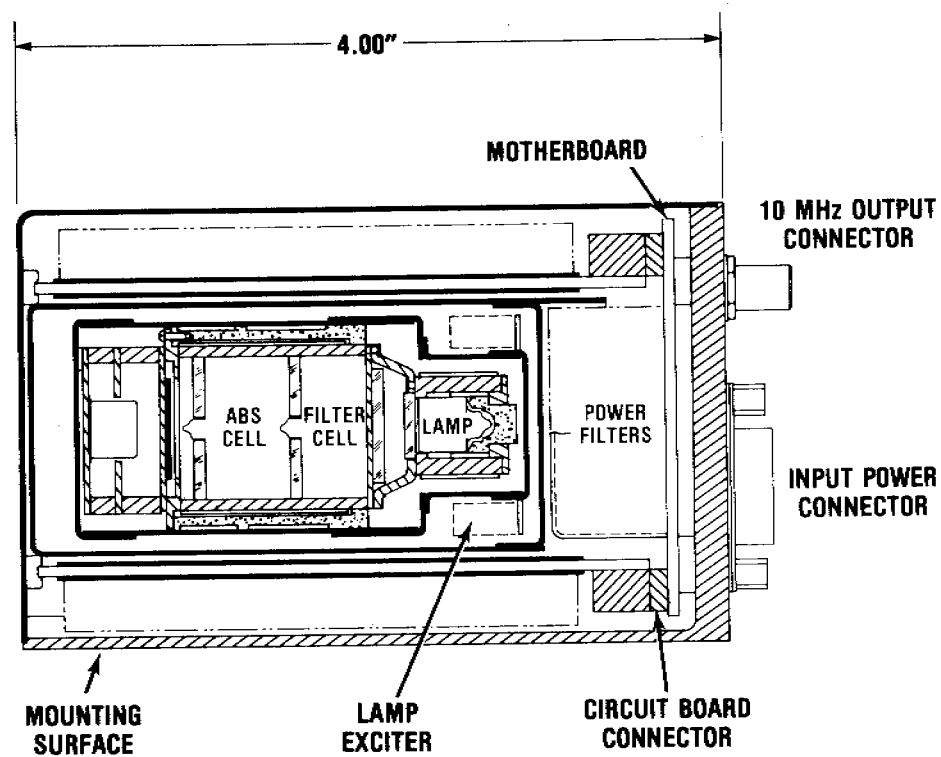 4.00"
MOTHERBOARD
10 MHz OUTPUT
CONNECTOR
ABS
CELL
FILTER
CELL
LAMP
POWER
FILTERS
INPUT POWER
CONNECTOR
MOUNTING
SURFACE
LAMP
EXCITER
CIRCUIT BOARD
CONNECTOR